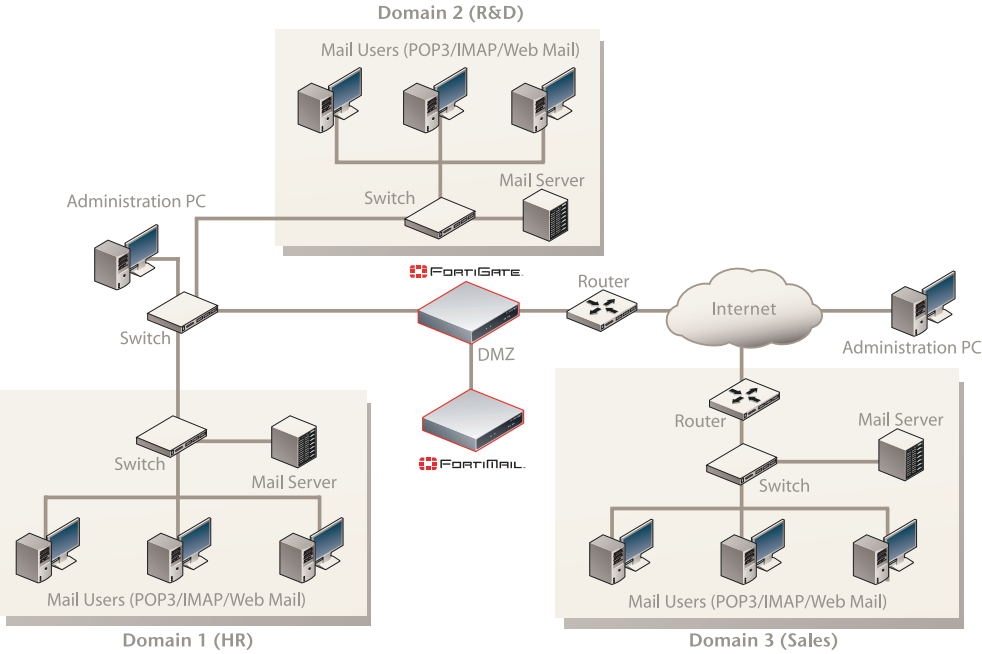 Domain 2 (R&D)
Mail Users (POP3/IMAP/Web Mail)
Mail Server
Switch
Administration PC
FORTIGATE
Router
Internet
Switch
DMZ
Administration PC
Router
Mail Server
Switch
Mail Server
FORTIMAIL
Switch
Mail Users (POP3/IMAP/Web Mail)
Mail Users (POP3/IMAP/Web Mail)
Domain 1 (HR)
Domain 3 (Sales)